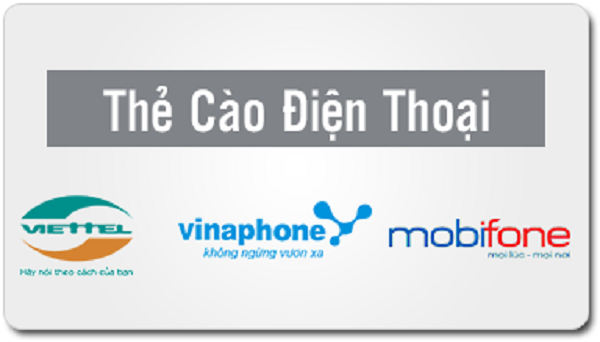 Thẻ Cào Điện Thoại
VIETTEL
Hãy nói theo cách của bạn
vinaphone
không ngừng vươn xa
mobifone
mọi lúc - mọi nơi